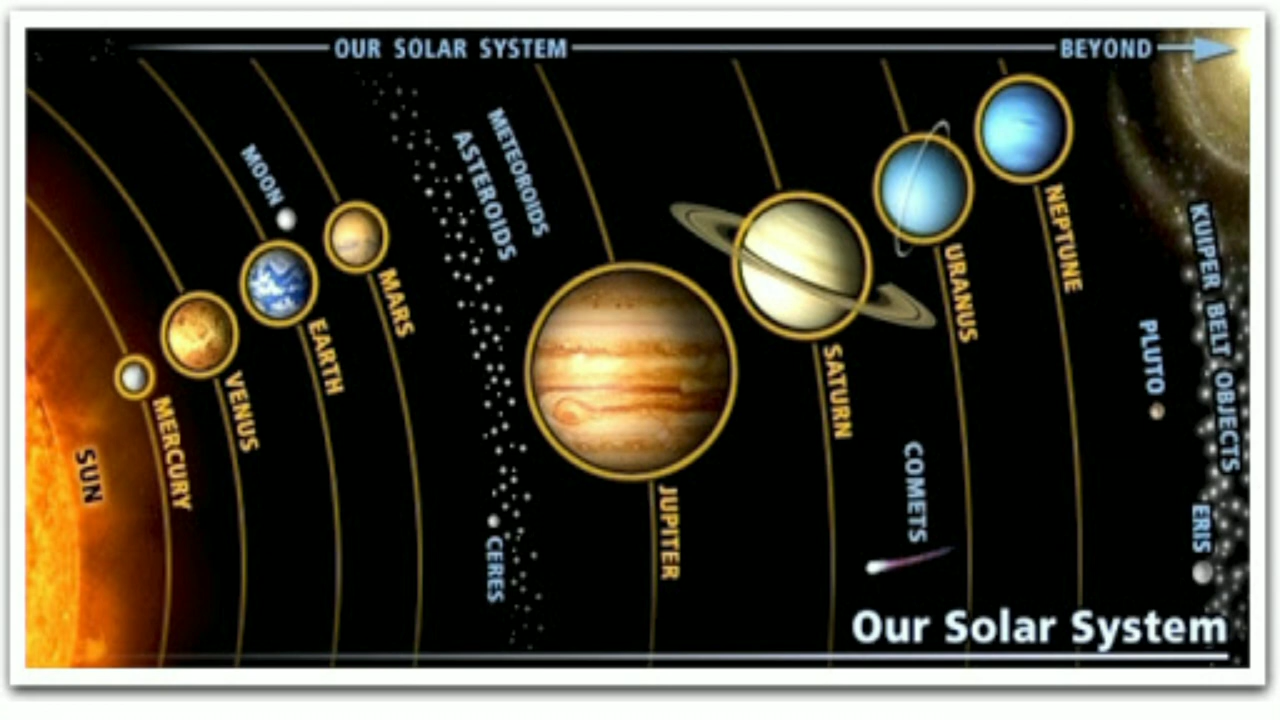 OUR SOLAR SYSTEM
BEYOND
SUN
MERCURY
VENUS
EARTH
MOON
MARS
METEOROIDS
ASTEROIDS
CERES
JUPITER
SATURN
COMETS
URANUS
NEPTUNE
PLUTO
KUIPER BELT OBJECTS
ERIS
Our Solar System